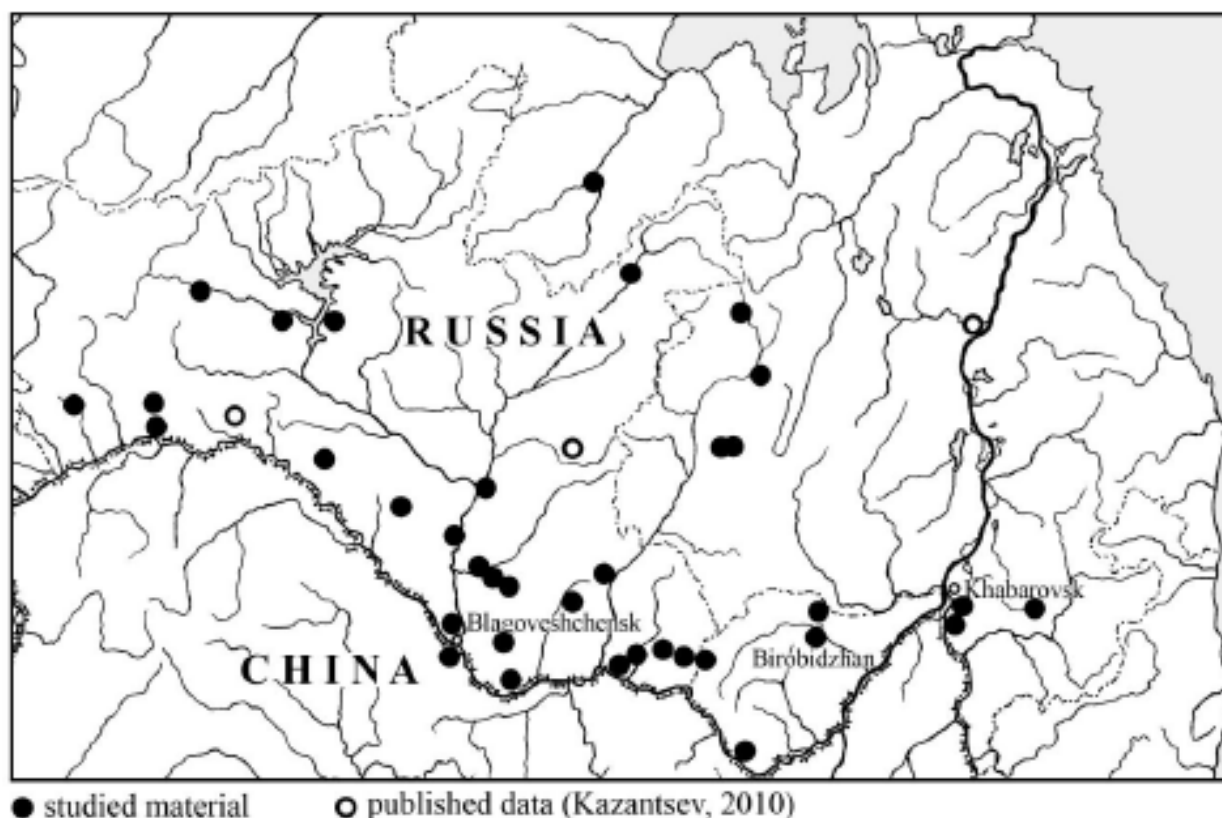 RUSSIA
Khabarovsk
Blagoveshchensk
Birobidzhan
CHINA
studied material published data (Kazantsev, 2010)